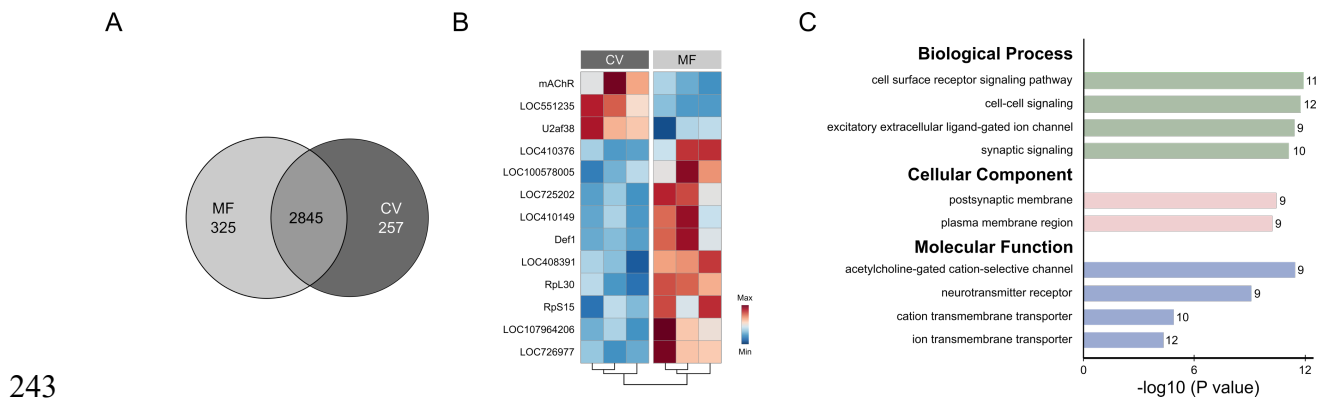 A
B
C
MF
325
2845
CV
257
CV
MF
mAChR
LOC551235
U2af38
LOC410376
LOC100578005
LOC725202
LOC410149
Def1
LOC408391
RpL30
RpS15
LOC107964206
LOC726977
Max
Min
Biological Process
cell surface receptor signaling pathway 11
cell-cell signaling 12
excitatory extracellular ligand-gated ion channel 9
synaptic signaling 10
Cellular Component
postsynaptic membrane 9
plasma membrane region 9
Molecular Function
acetylcholine-gated cation-selective channel 9
neurotransmitter receptor 9
cation transmembrane transporter 10
ion transmembrane transporter 12
0 6 12
-log10 (P value)
243